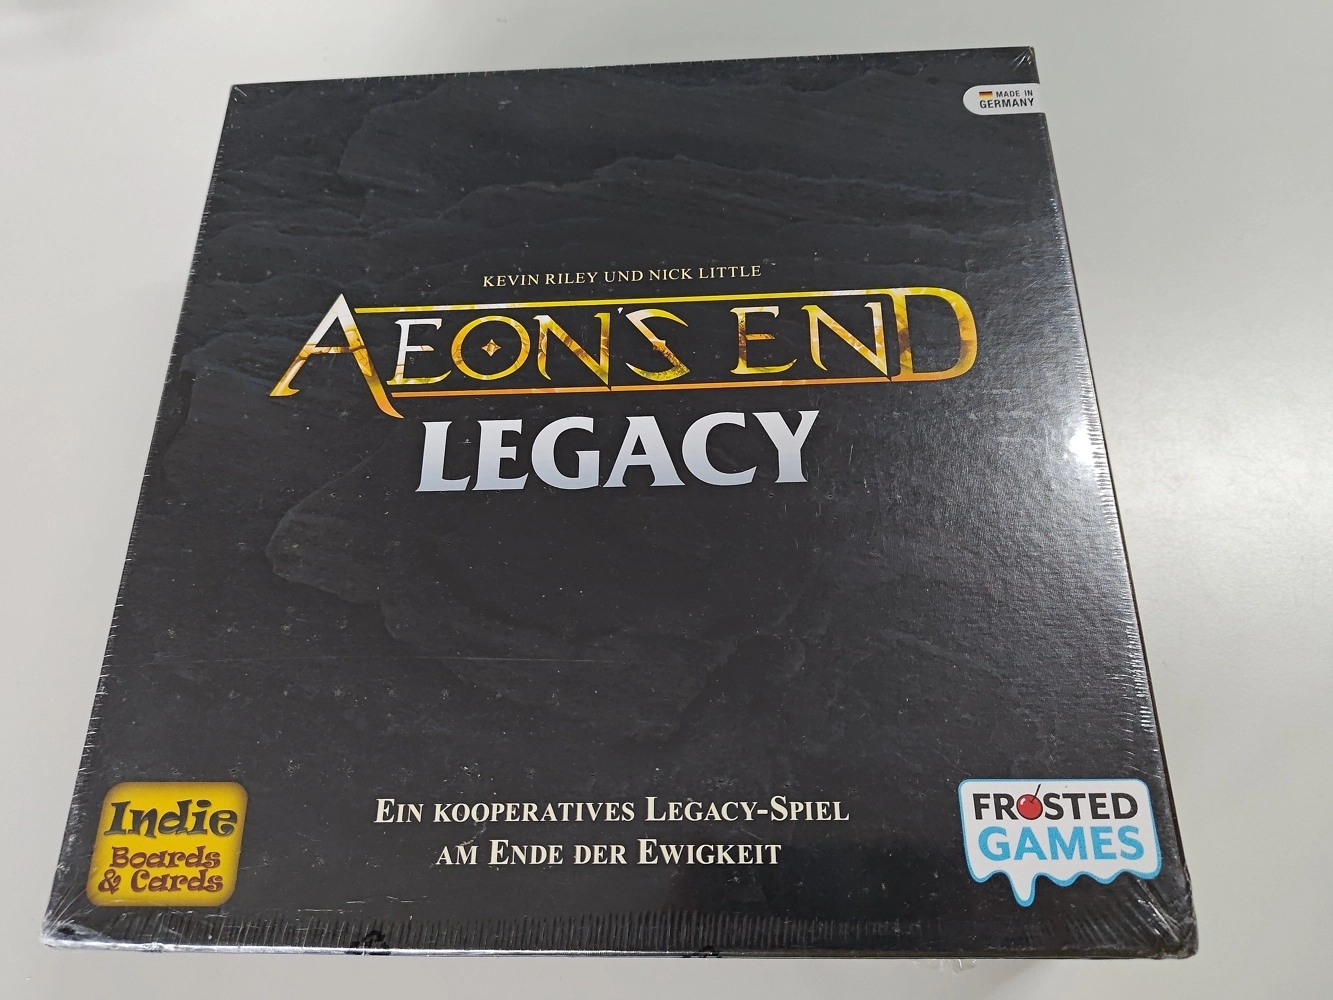 MADE IN
GERMANY
KEVIN RILEY UND NICK LITTLE
AEON'S END
LEGACY
EIN KOOPERATIVES LEGACY-SPIEL
AM ENDE DER EWIGKEIT
Indie
Boards
& Cards
FROSTED
GAMES